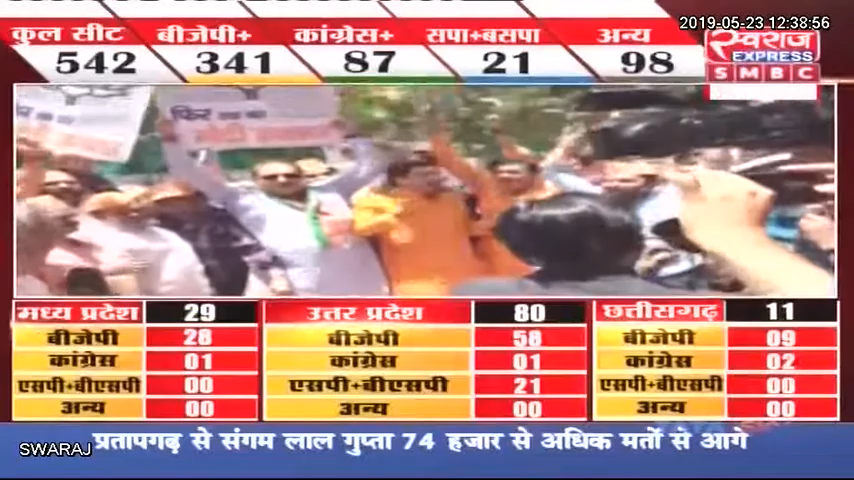 2019-05-23 12:38:56
कुल सीट बीजेपी+ कांग्रेस+ सपा+बसपा अन्य
542 341 87 21 98
स्वराज
EXPRESS
SMBC
फिर
मध्य प्रदेश 29
बीजेपी 28
कांग्रेस 01
एसपी+बीएसपी 00
अन्य 00
उत्तर प्रदेश 80
बीजेपी 58
कांग्रेस 01
एसपी+बीएसपी 21
अन्य 00
छत्तीसगढ़ 11
बीजेपी 09
कांग्रेस 02
एसपी+बीएसपी 00
अन्य 00
प्रतापगढ़ से संगम लाल गुप्ता 74 हजार से अधिक मतों से आगे
SWARAJ